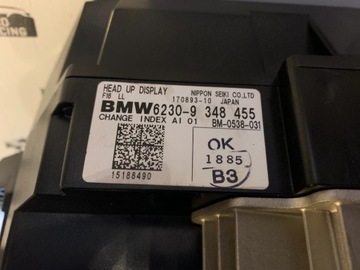 HEAD UP DISPLAY NIPPON SEIKI CO.,LTD
F16 LL 170893-10 JAPAN
BMW 6230-9 348 455
CHANGE INDEX AI 01 BM-0538-031
OK
1885
B3
15188490